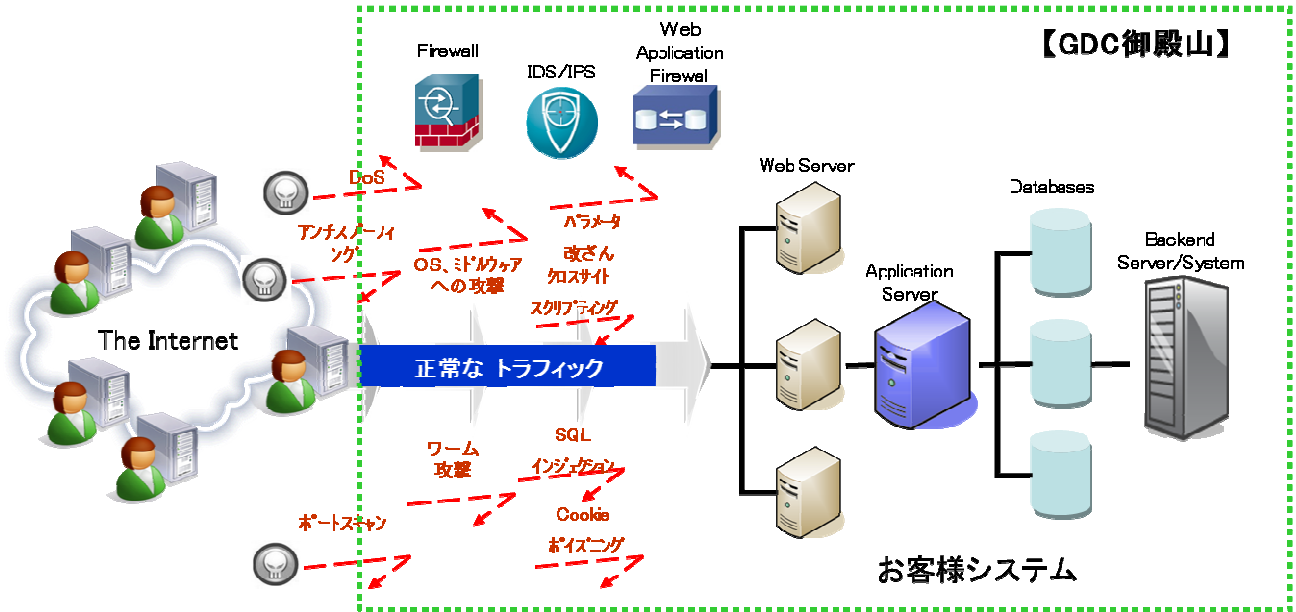 【GDC御殿山】
Firewall
IDS/IPS
Web
Application
Firewal
DoS
アンチスプーフィ
ング
OS、ミドルウェア
への攻撃
パラメータ
改ざん
クロスサイト
スクリプティング
The Internet
正常な トラフィック
Web Server
Application
Server
Databases
Backend
Server/System
ワーム
攻撃
SQL
インジェクション
ポートスキャン
Cookie
ポイズニング
お客様システム